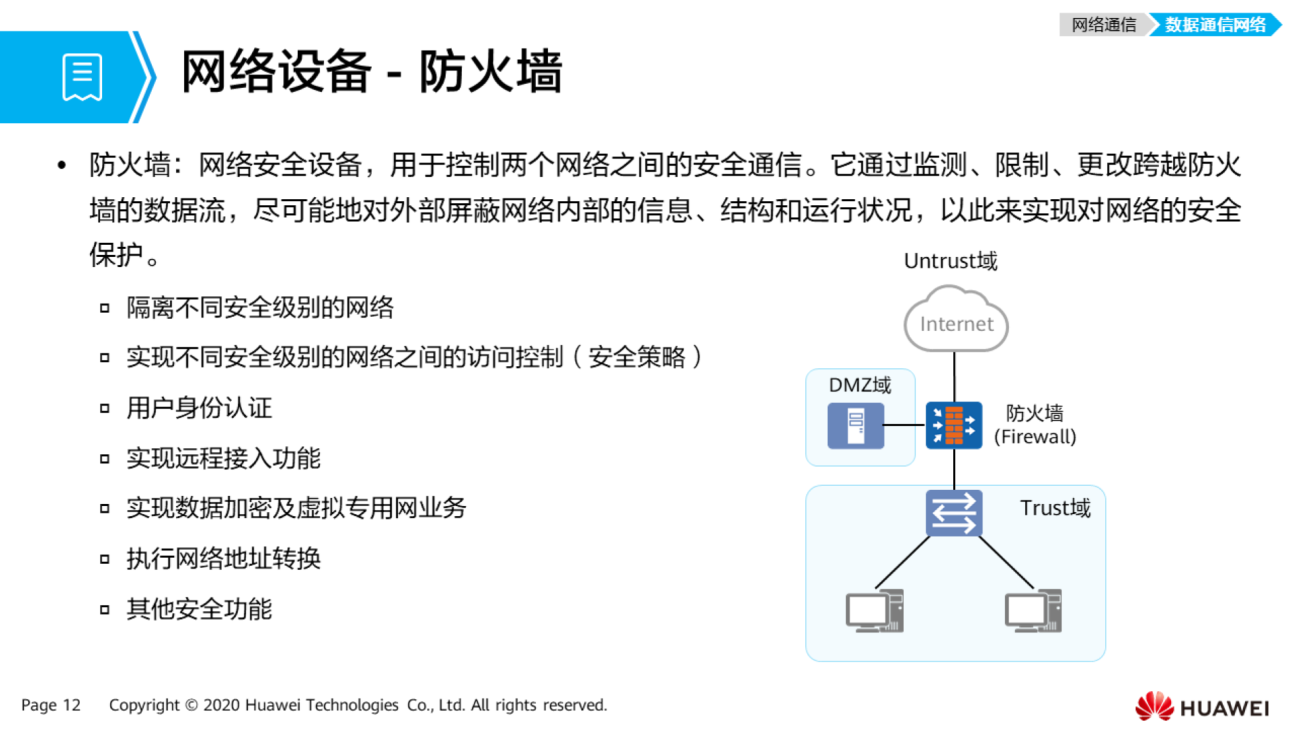 网络通信 数据通信网络
网络设备 - 防火墙
• 防火墙：网络安全设备，用于控制两个网络之间的安全通信。它通过监测、限制、更改跨越防火
墙的数据流，尽可能地对外部屏蔽网络内部的信息、结构和运行状况，以此来实现对网络的安全
保护。
▫ 隔离不同安全级别的网络
▫ 实现不同安全级别的网络之间的访问控制（安全策略）
▫ 用户身份认证
▫ 实现远程接入功能
▫ 实现数据加密及虚拟专用网业务
▫ 执行网络地址转换
▫ 其他安全功能
Untrust域
Internet
DMZ域
防火墙
(Firewall)
Trust域
Page 12 Copyright © 2020 Huawei Technologies Co., Ltd. All rights reserved.
HUAWEI